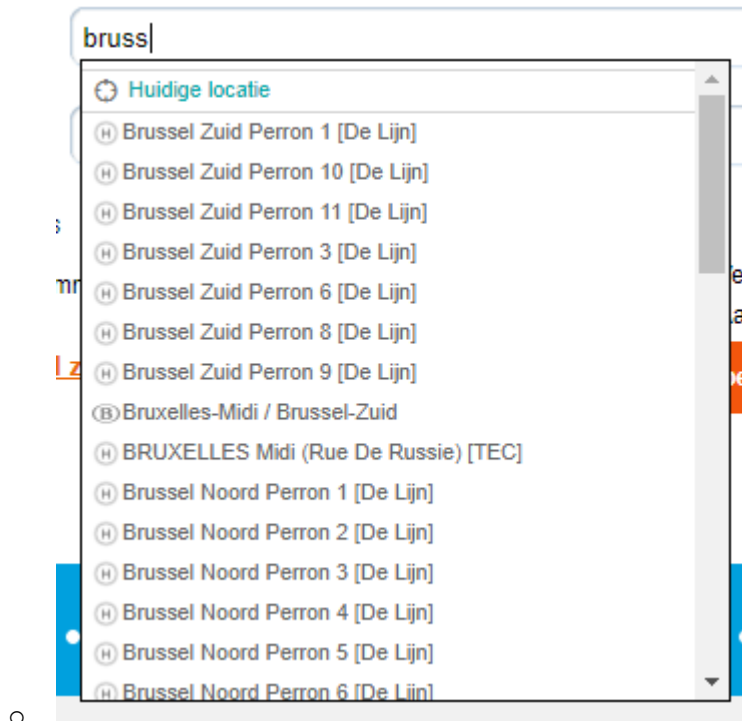 bruss
Huidige locatie
Brussel Zuid Perron 1 [De Lijn]
Brussel Zuid Perron 10 [De Lijn]
Brussel Zuid Perron 11 [De Lijn]
Brussel Zuid Perron 3 [De Lijn]
Brussel Zuid Perron 6 [De Lijn]
Brussel Zuid Perron 8 [De Lijn]
Brussel Zuid Perron 9 [De Lijn]
Bruxelles-Midi / Brussel-Zuid
BRUXELLES Midi (Rue De Russie) [TEC]
Brussel Noord Perron 1 [De Lijn]
Brussel Noord Perron 2 [De Lijn]
Brussel Noord Perron 3 [De Lijn]
Brussel Noord Perron 4 [De Lijn]
Brussel Noord Perron 5 [De Lijn]
Brussel Noord Perron 6 [De Lijn]